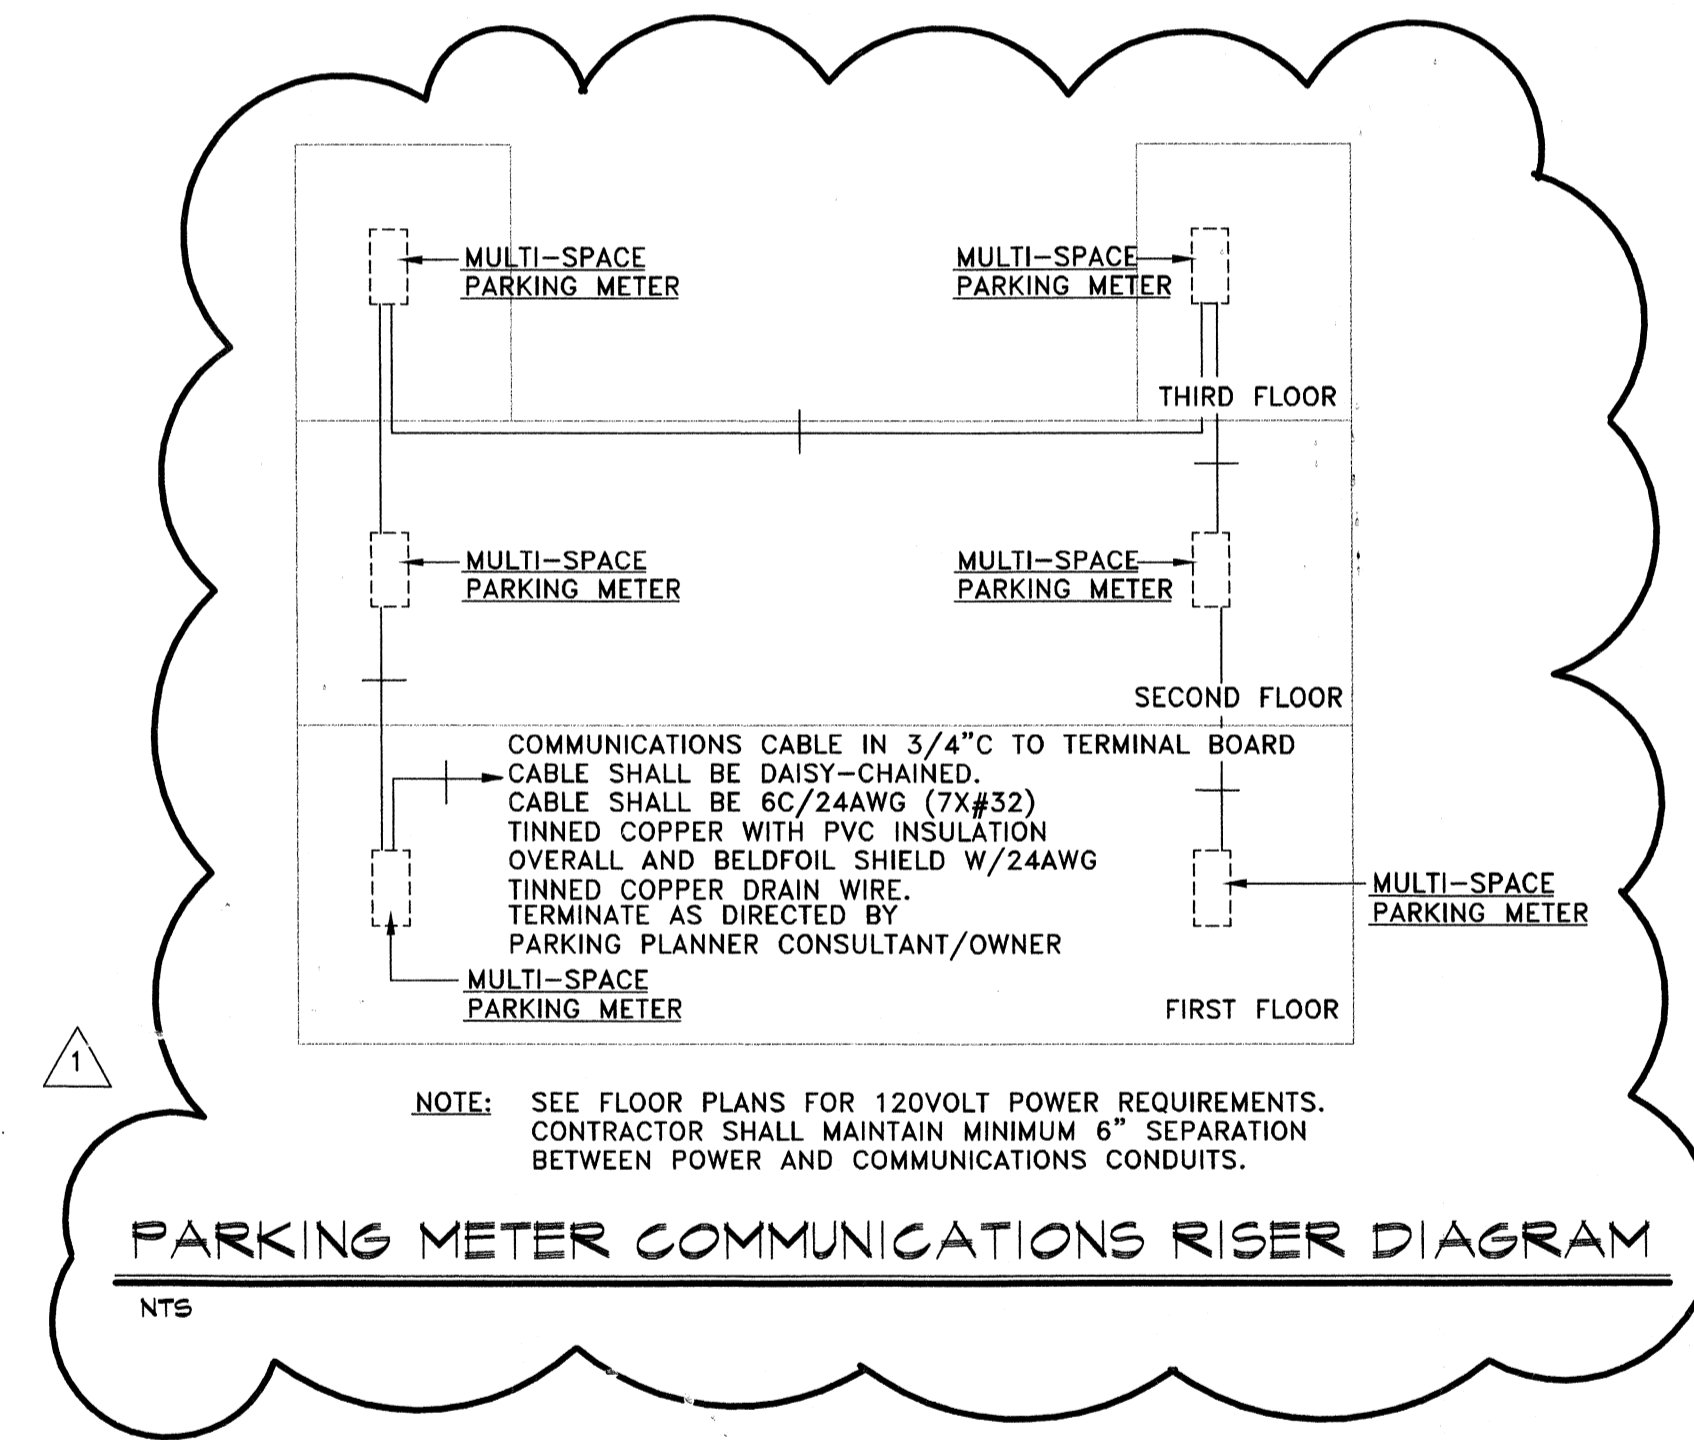 MULTI-SPACE
PARKING METER
MULTI-SPACE
PARKING METER
THIRD FLOOR
MULTI-SPACE
PARKING METER
MULTI-SPACE
PARKING METER
SECOND FLOOR
COMMUNICATIONS CABLE IN 3/4"C TO TERMINAL BOARD
CABLE SHALL BE DAISY-CHAINED.
CABLE SHALL BE 6C/24AWG (7X#32)
TINNED COPPER WITH PVC INSULATION
OVERALL AND BELDFOIL SHIELD W/24AWG
TINNED COPPER DRAIN WIRE.
TERMINATE AS DIRECTED BY
PARKING PLANNER CONSULTANT/OWNER
MULTI-SPACE
PARKING METER
MULTI-SPACE
PARKING METER
FIRST FLOOR
1
NOTE: SEE FLOOR PLANS FOR 120VOLT POWER REQUIREMENTS.
CONTRACTOR SHALL MAINTAIN MINIMUM 6" SEPARATION
BETWEEN POWER AND COMMUNICATIONS CONDUITS.
PARKING METER COMMUNICATIONS RISER DIAGRAM
NTS